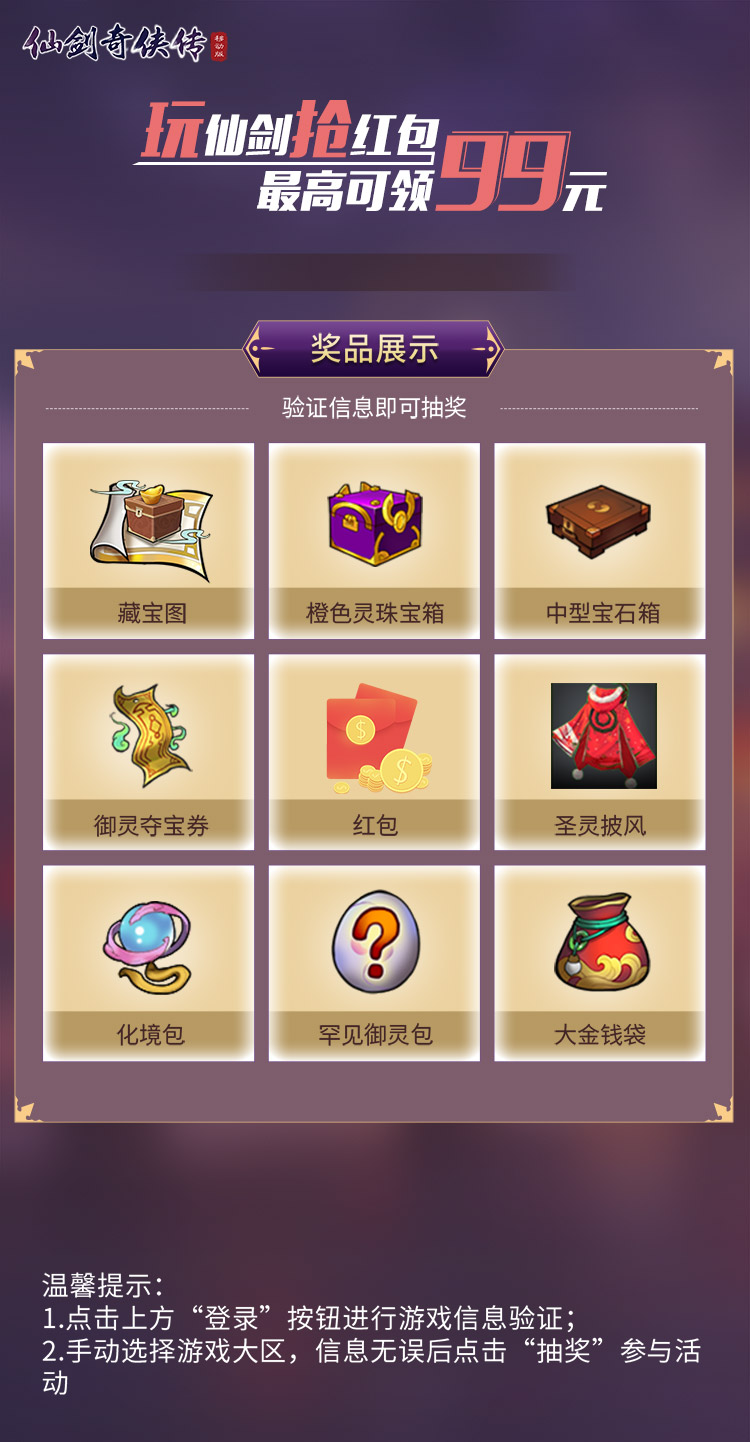 仙剑奇侠传
移动版
玩仙剑抢红包
最高可领99元
奖品展示
验证信息即可抽奖
藏宝图
橙色灵珠宝箱
中型宝石箱
御灵夺宝券
红包
圣灵披风
化境包
罕见御灵包
大金钱袋
温馨提示：
1.点击上方“登录”按钮进行游戏信息验证；
2.手动选择游戏大区，信息无误后点击“抽奖”参与活
动